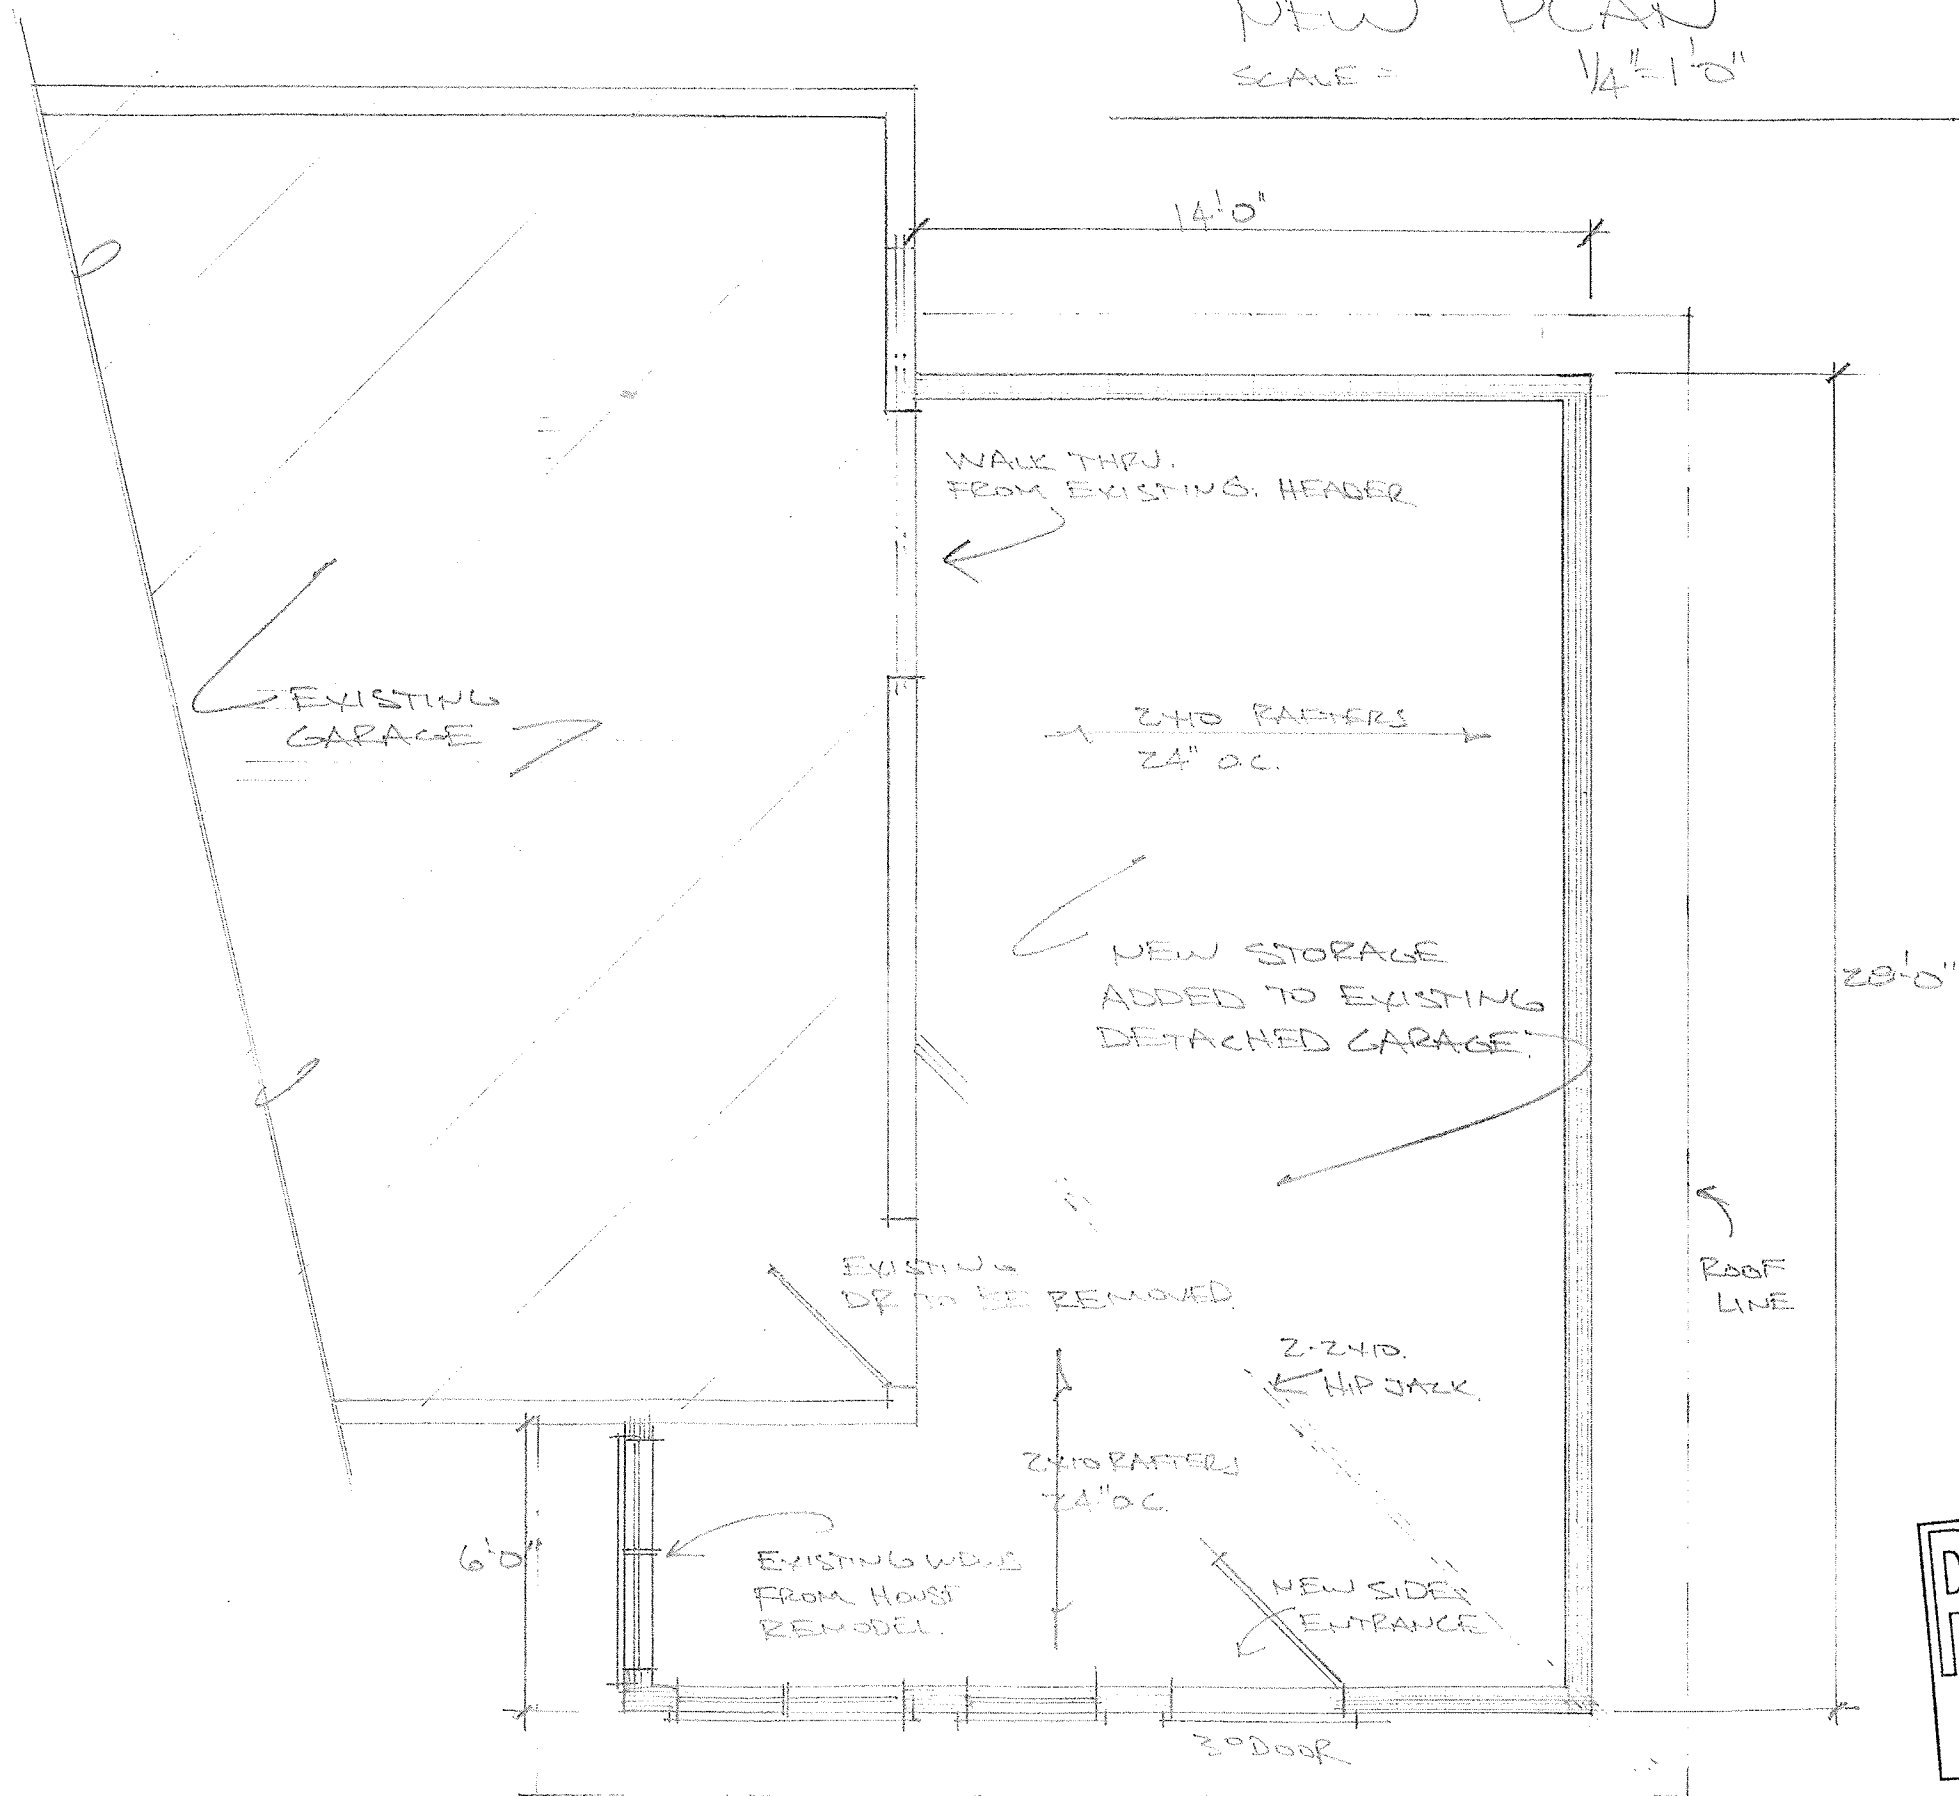 NEW PLAN
SCALE = 1/4"=1'0"
14'0"
WALK THRU.
FROM EXISTING. HEADER
EXISTING
GARAGE
2x10 RAFTERS
24" O.C.
NEW STORAGE
ADDED TO EXISTING
DETACHED GARAGE.
28'0"
EXISTING
DR TO BE REMOVED.
ROOF
LINE
2-2x10.
HIP JACK.
2x10 RAFTERS
24" O.C.
6'0"
EXISTING WDWS
FROM HOUSE
REMODEL.
NEW SIDE
ENTRANCE
3° DOOR